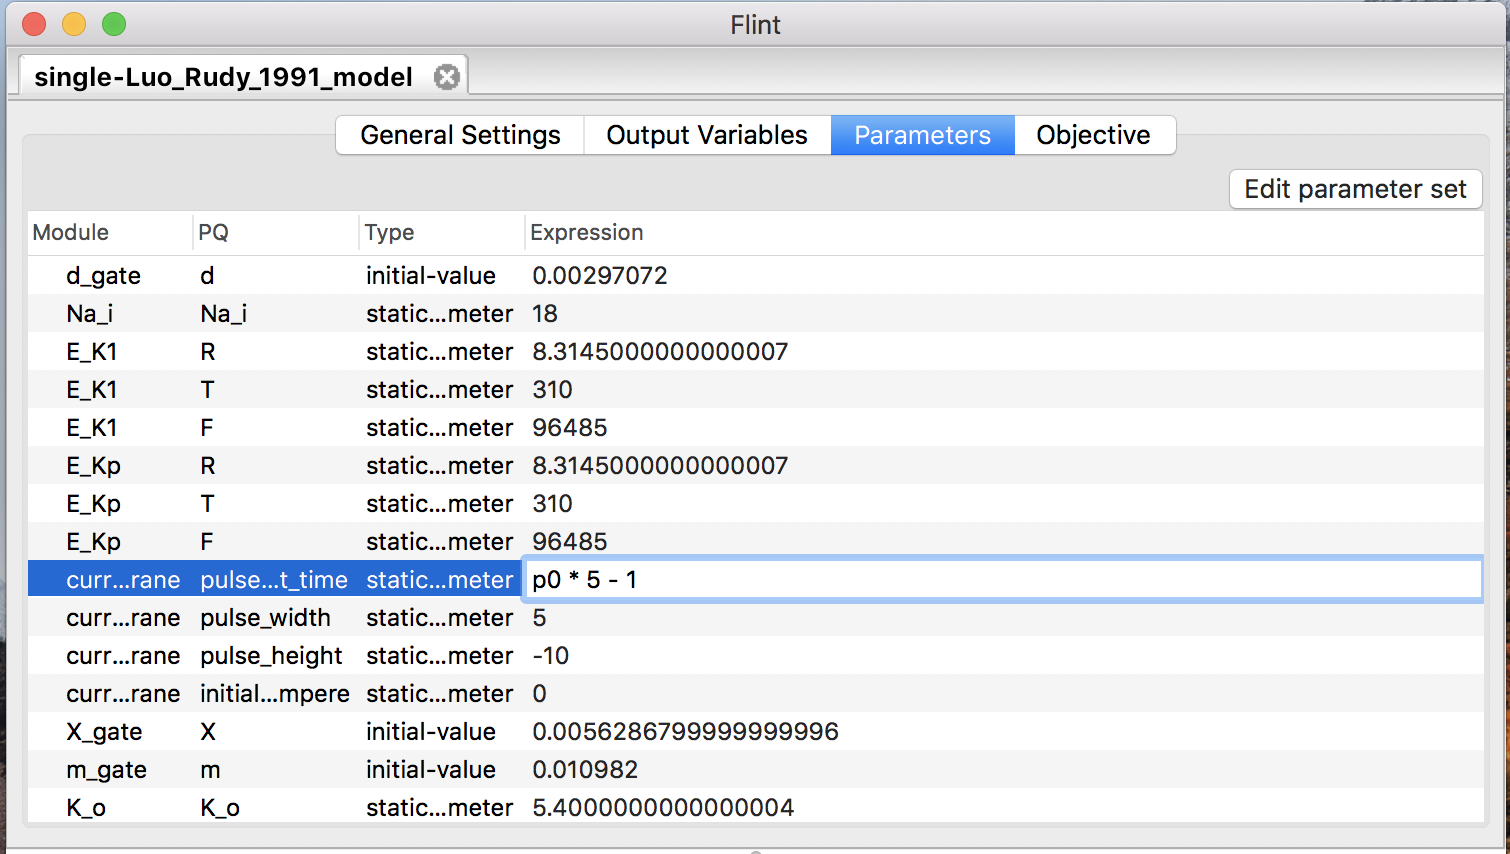 Flint
single-Luo_Rudy_1991_model
General Settings Output Variables Parameters Objective
Edit parameter set
Module PQ Type Expression
d_gate d initial-value 0.00297072
Na_i Na_i static...meter 18
E_K1 R static...meter 8.3145000000000007
E_K1 T static...meter 310
E_K1 F static...meter 96485
E_Kp R static...meter 8.3145000000000007
E_Kp T static...meter 310
E_Kp F static...meter 96485
curr...rane pulse...t_time static...meter p0 * 5 - 1
curr...rane pulse_width static...meter 5
curr...rane pulse_height static...meter -10
curr...rane initial...mpere static...meter 0
X_gate X initial-value 0.0056286799999999996
m_gate m initial-value 0.010982
K_o K_o static...meter 5.4000000000000004